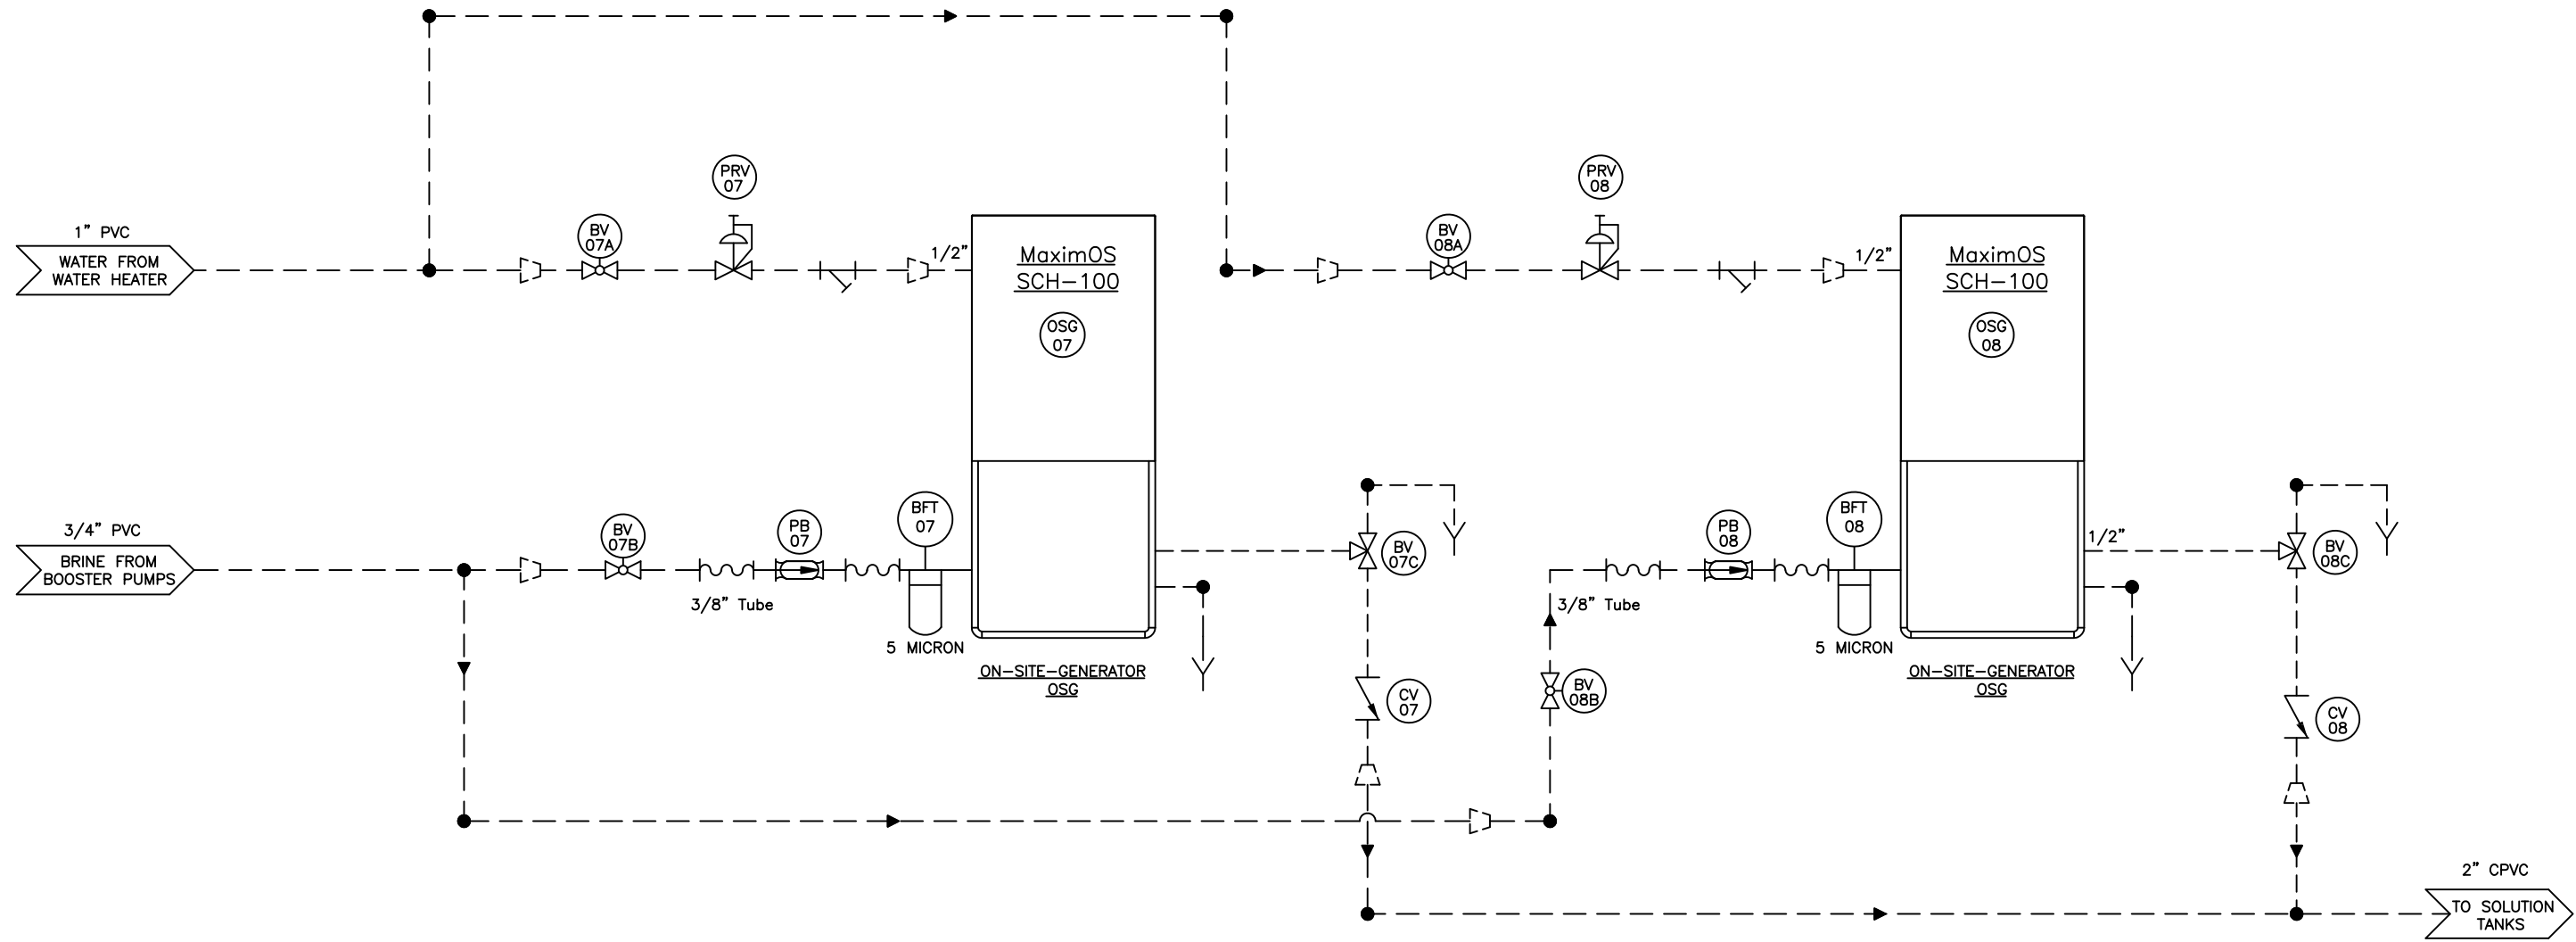 PRV
07
PRV
08
1" PVC
WATER FROM
WATER HEATER
BV
07A
1/2"
MaximOS
SCH-100
OSG
07
BV
08A
1/2"
MaximOS
SCH-100
OSG
08
3/4" PVC
BRINE FROM
BOOSTER PUMPS
BV
07B
PB
07
BFT
07
3/8" Tube
5 MICRON
ON-SITE-GENERATOR
OSG
BV
07C
CV
07
PB
08
BFT
08
3/8" Tube
5 MICRON
BV
08B
ON-SITE-GENERATOR
OSG
1/2"
BV
08C
CV
08
2" CPVC
TO SOLUTION
TANKS